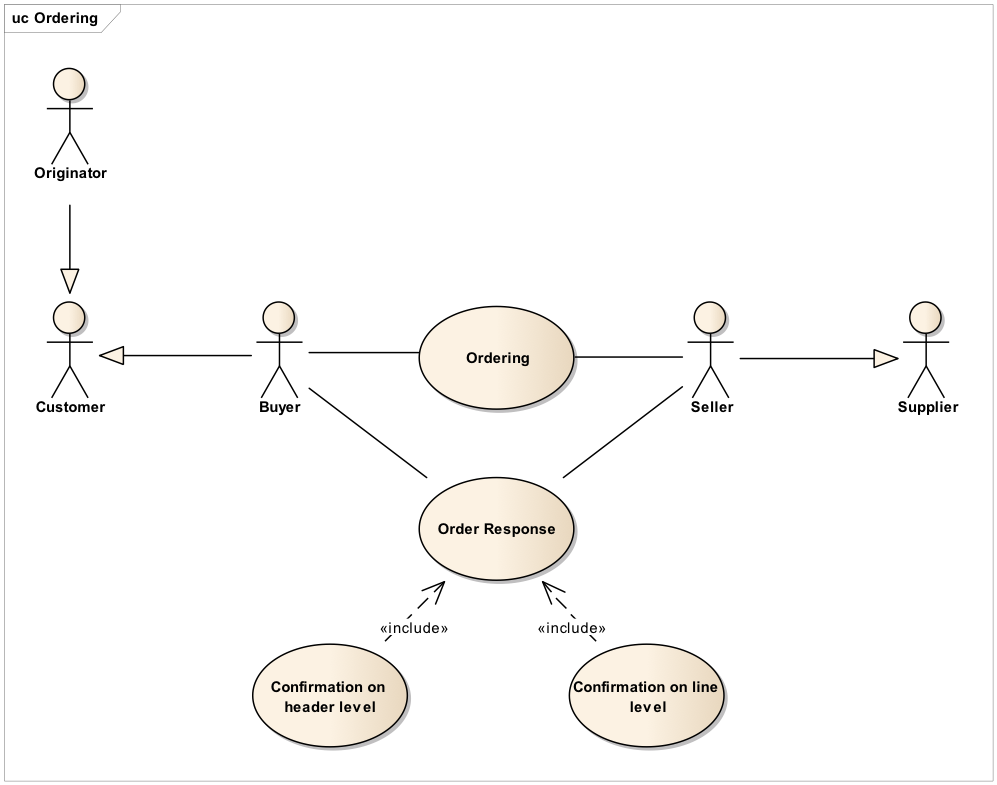 uc Ordering
Originator
Customer
Buyer
Ordering
Seller
Supplier
Order Response
«include»
«include»
Confirmation on
header level
Confirmation on line
level